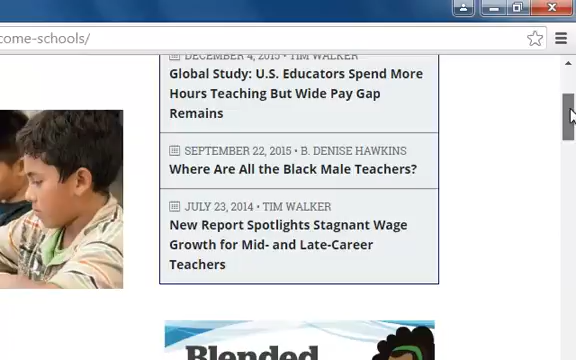 come-schools/
DECEMBER 4, 2015 • TIM WALKER
Global Study: U.S. Educators Spend More
Hours Teaching But Wide Pay Gap
Remains
SEPTEMBER 22, 2015 • B. DENISE HAWKINS
Where Are All the Black Male Teachers?
JULY 23, 2014 • TIM WALKER
New Report Spotlights Stagnant Wage
Growth for Mid- and Late-Career
Teachers
Blended